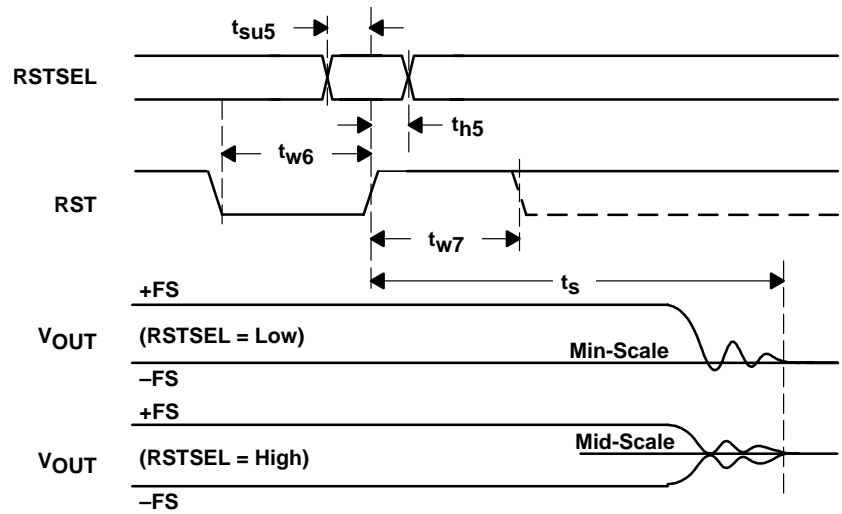 tsu5
RSTSEL
th5
tw6
RST
tw7
ts
+FS
VOUT
(RSTSEL = Low)
Min-Scale
–FS
+FS
Mid-Scale
VOUT
(RSTSEL = High)
–FS